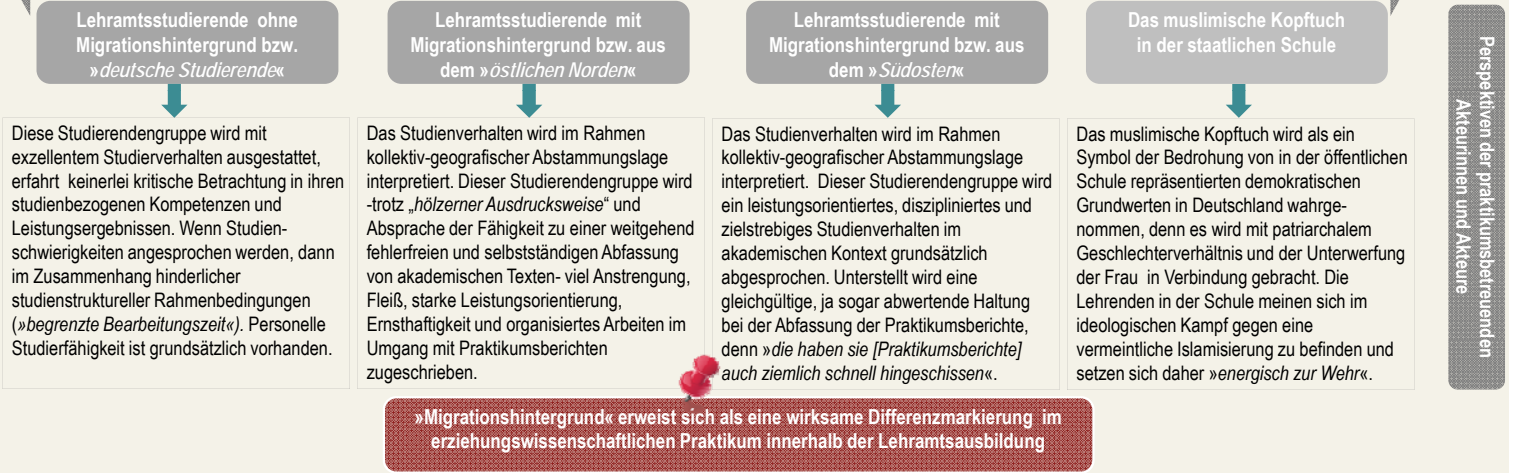 Lehramtsstudierende ohne
Migrationshintergrund bzw.
»deutsche Studierende«
Diese Studierendengruppe wird mit
exzellentem Studierverhalten ausgestattet,
erfahrt keinerlei kritische Betrachtung in ihren
studienbezogenen Kompetenzen und
Leistungsergebnissen. Wenn Studien-
schwierigkeiten angesprochen werden, dann
im Zusammenhang hinderlicher
studienstruktureller Rahmenbedingungen
(»begrenzte Bearbeitungszeit«). Personelle
Studierfähigkeit ist grundsätzlich vorhanden.
Lehramtsstudierende mit
Migrationshintergrund bzw. aus
dem »östlichen Norden«
Das Studienverhalten wird im Rahmen
kollektiv-geografischer Abstammungslage
interpretiert. Dieser Studierendengruppe wird
-trotz „hölzerner Ausdrucksweise“ und
Absprache der Fähigkeit zu einer weitgehend
fehlerfreien und selbstständigen Abfassung
von akademischen Texten- viel Anstrengung,
Fleiß, starke Leistungsorientierung,
Ernsthaftigkeit und organisiertes Arbeiten im
Umgang mit Praktikumsberichten
zugeschrieben.
Lehramtsstudierende mit
Migrationshintergrund bzw. aus
dem »Südosten«
Das Studienverhalten wird im Rahmen
kollektiv-geografischer Abstammungslage
interpretiert. Dieser Studierendengruppe wird
ein leistungsorientiertes, diszipliniertes und
zielstrebiges Studienverhalten im
akademischen Kontext grundsätzlich
abgesprochen. Unterstellt wird eine
gleichgültige, ja sogar abwertende Haltung
bei der Abfassung der Praktikumsberichte,
denn »die haben sie [Praktikumsberichte]
auch ziemlich schnell hingeschissen«.
Das muslimische Kopftuch
in der staatlichen Schule
Das muslimische Kopftuch wird als ein
Symbol der Bedrohung von in der öffentlichen
Schule repräsentierten demokratischen
Grundwerten in Deutschland wahrge-
nommen, denn es wird mit patriarchalem
Geschlechterverhältnis und der Unterwerfung
der Frau in Verbindung gebracht. Die
Lehrenden in der Schule meinen sich im
ideologischen Kampf gegen eine
vermeintliche Islamisierung zu befinden und
setzen sich daher »energisch zur Wehr«.
Perspektiven der praktikumsbetreuenden
Akteurinnen und Akteure
»Migrationshintergrund« erweist sich als eine wirksame Differenzmarkierung im
erziehungswissenschaftlichen Praktikum innerhalb der Lehramtsausbildung